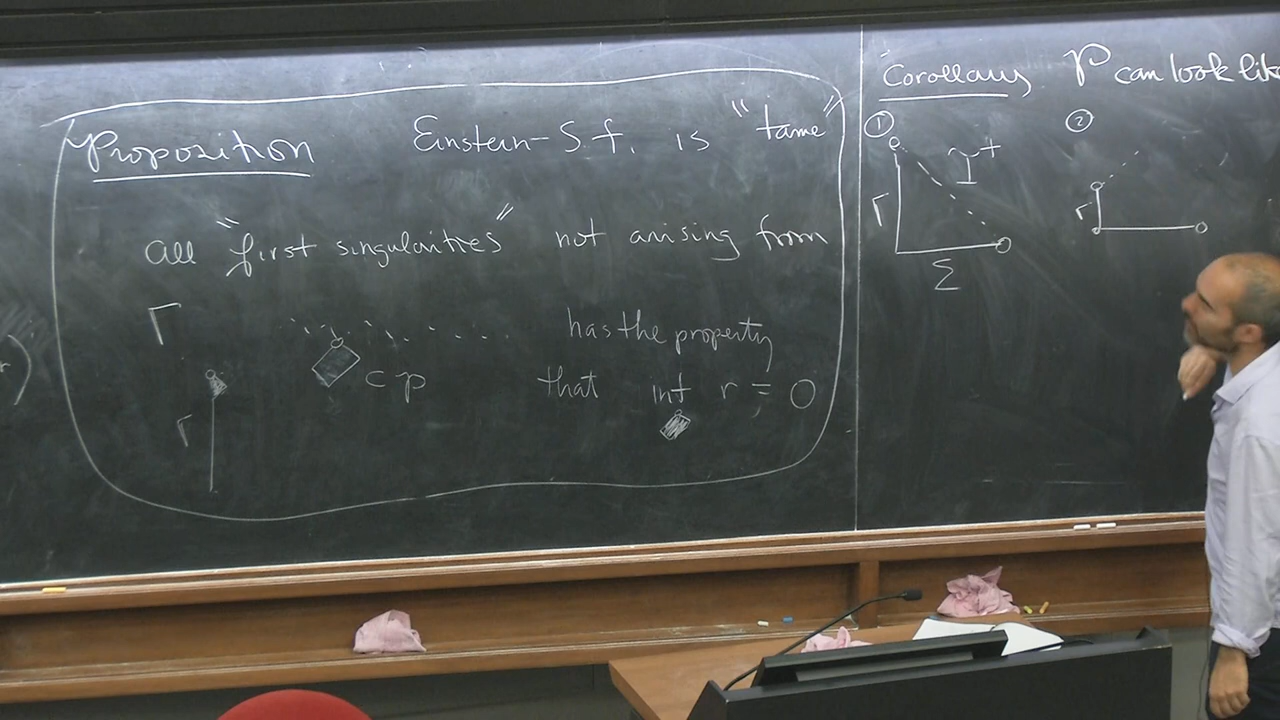 Proposition Einstein-S.f. is "tame"
All "first singularities" not arising from
Γ has the property
⊂ P that inf r = 0
Γ
Corollary P can look like
① ②
Γ I+ Γ
Σ